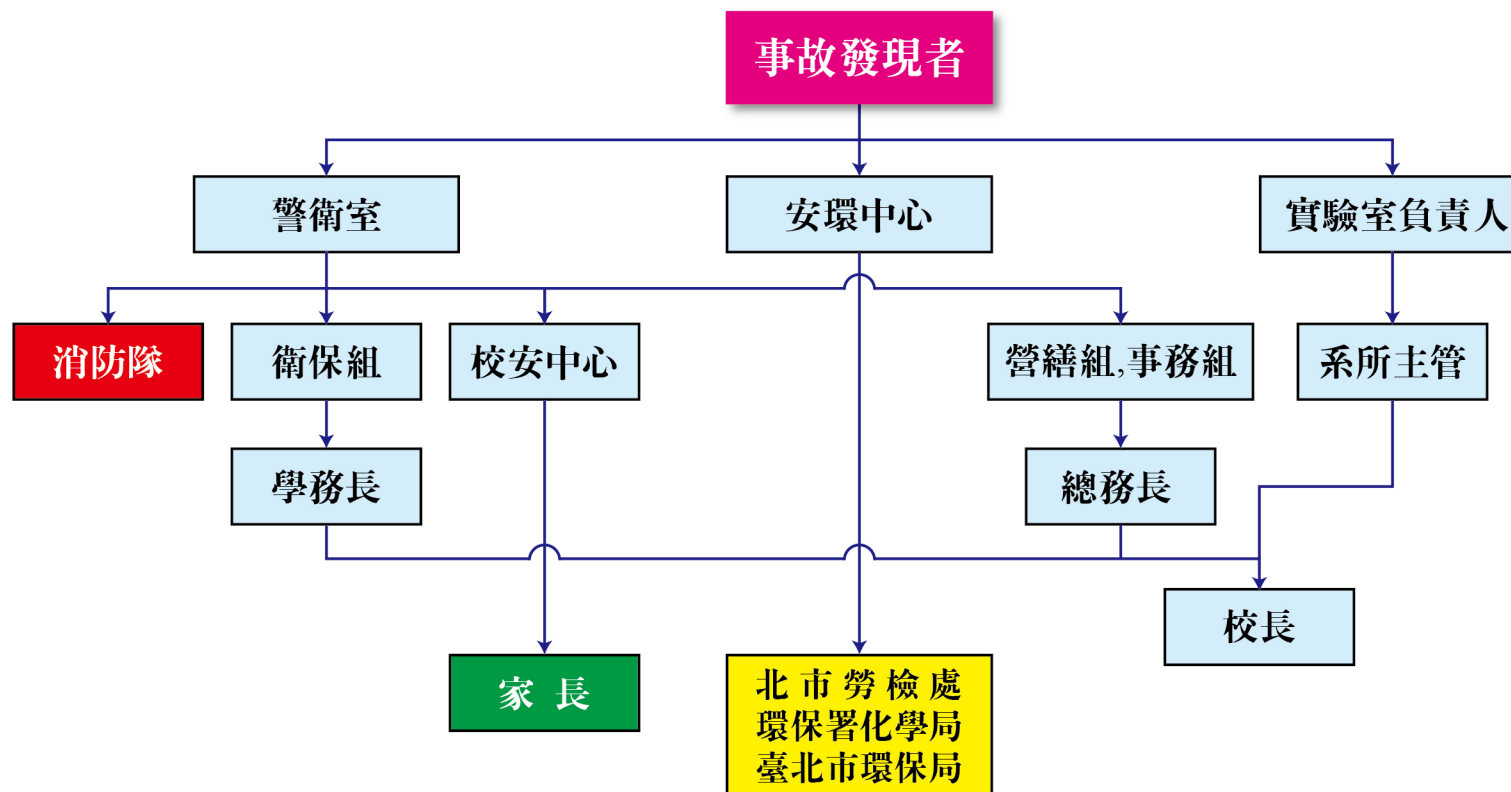 事故發現者
警衛室
安環中心
實驗室負責人
消防隊
衛保組
校安中心
營繕組,事務組
系所主管
學務長
總務長
校長
家 長
北 市 勞 檢 處
環保署化學局
臺北市環保局